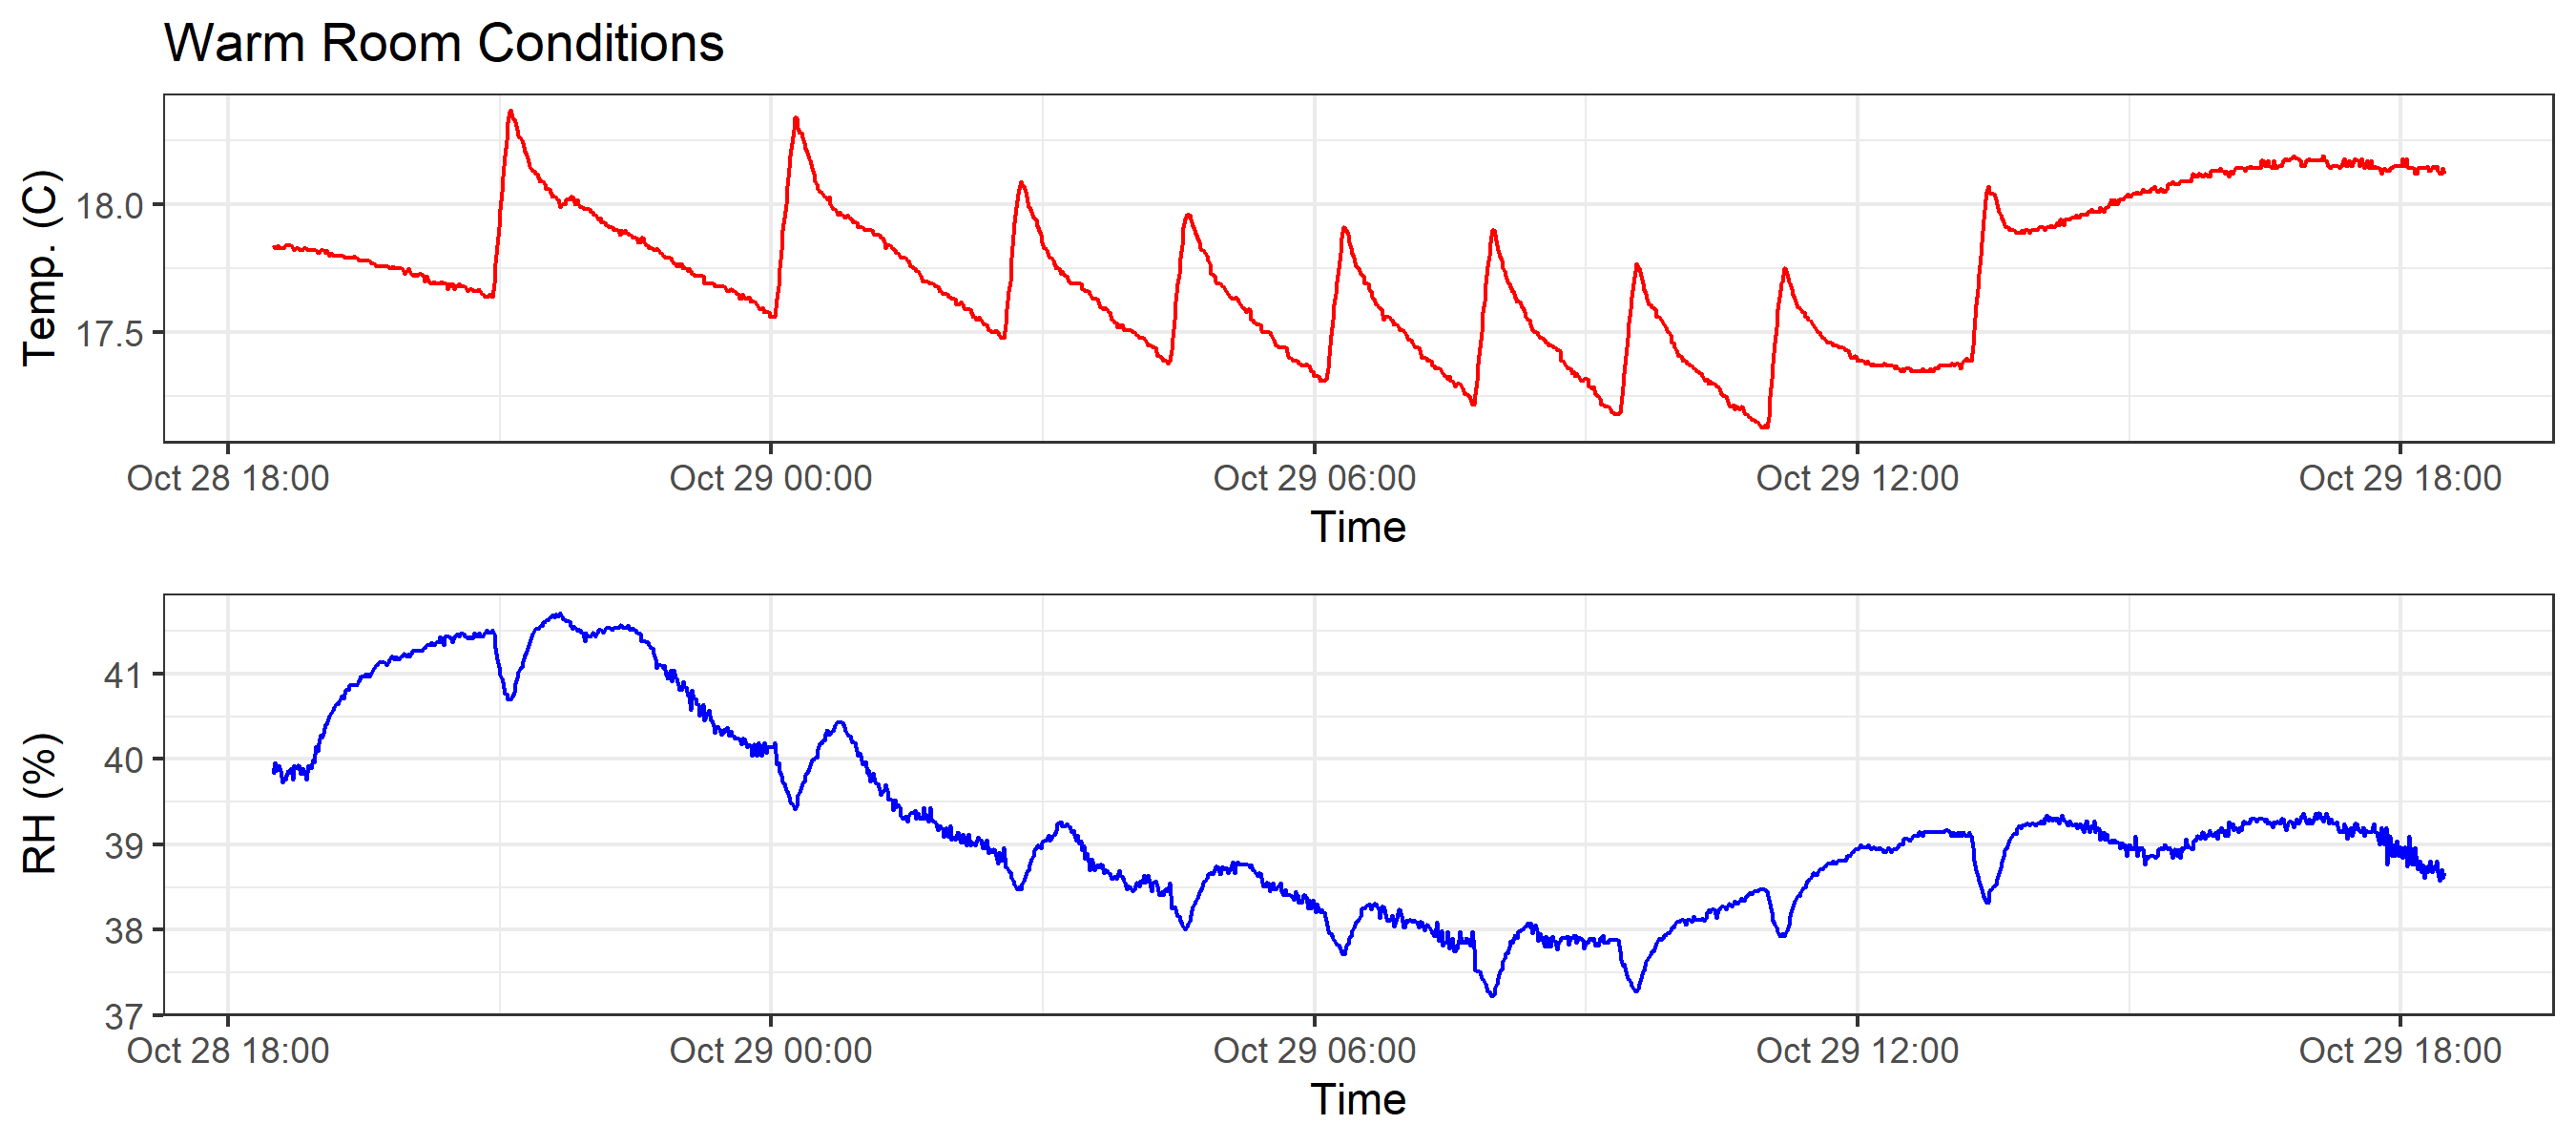 Warm Room Conditions
Temp. (C)
18.0
17.5
Oct 28 18:00 Oct 29 00:00 Oct 29 06:00 Oct 29 12:00 Oct 29 18:00
Time
RH (%)
41
40
39
38
37
Oct 28 18:00 Oct 29 00:00 Oct 29 06:00 Oct 29 12:00 Oct 29 18:00
Time